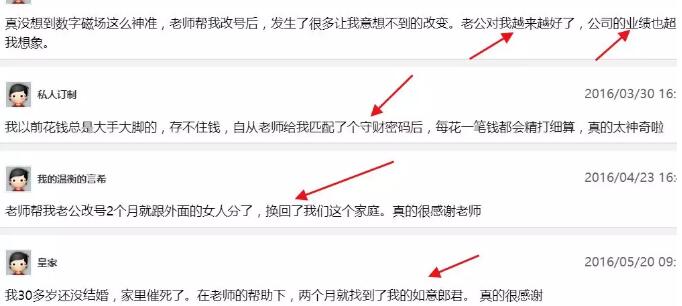 真没想到数字磁场这么神准，老师帮我改号后，发生了很多让我意想不到的改变。老公对我越来越好了，公司的业绩也超
我想象。
私人订制
2016/03/30 16:
我以前花钱总是大手大脚的，存不住钱，自从老师给我匹配了个守财密码后，每花一笔钱都会精打细算，真的太神奇啦
我的温衡的言希
2016/04/23 16:
老师帮我老公改号2个月就跟外面的女人分了，换回了我们这个家庭。真的很感谢老师
皇家
2016/05/20 09:
我30多岁还没结婚，家里催死了。在老师的帮助下，两个月就找到了我的如意郎君。 真的很感谢